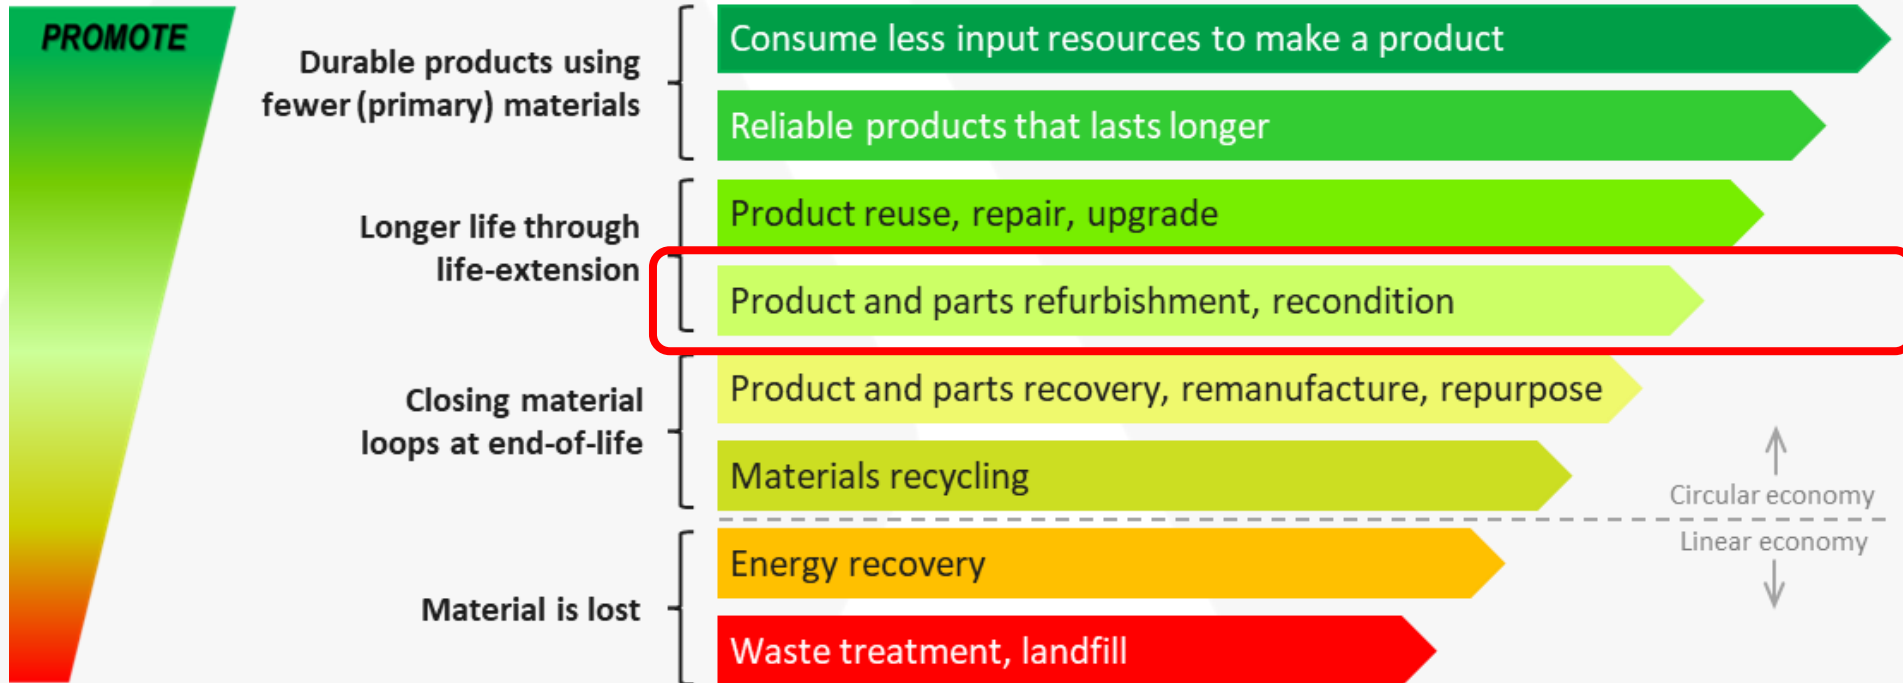 PROMOTE
Durable products using
fewer (primary) materials
Consume less input resources to make a product
Reliable products that lasts longer
Longer life through
life-extension
Product reuse, repair, upgrade
Product and parts refurbishment, recondition
Closing material
loops at end-of-life
Product and parts recovery, remanufacture, repurpose
Materials recycling
Circular economy
Linear economy
Material is lost
Energy recovery
Waste treatment, landfill